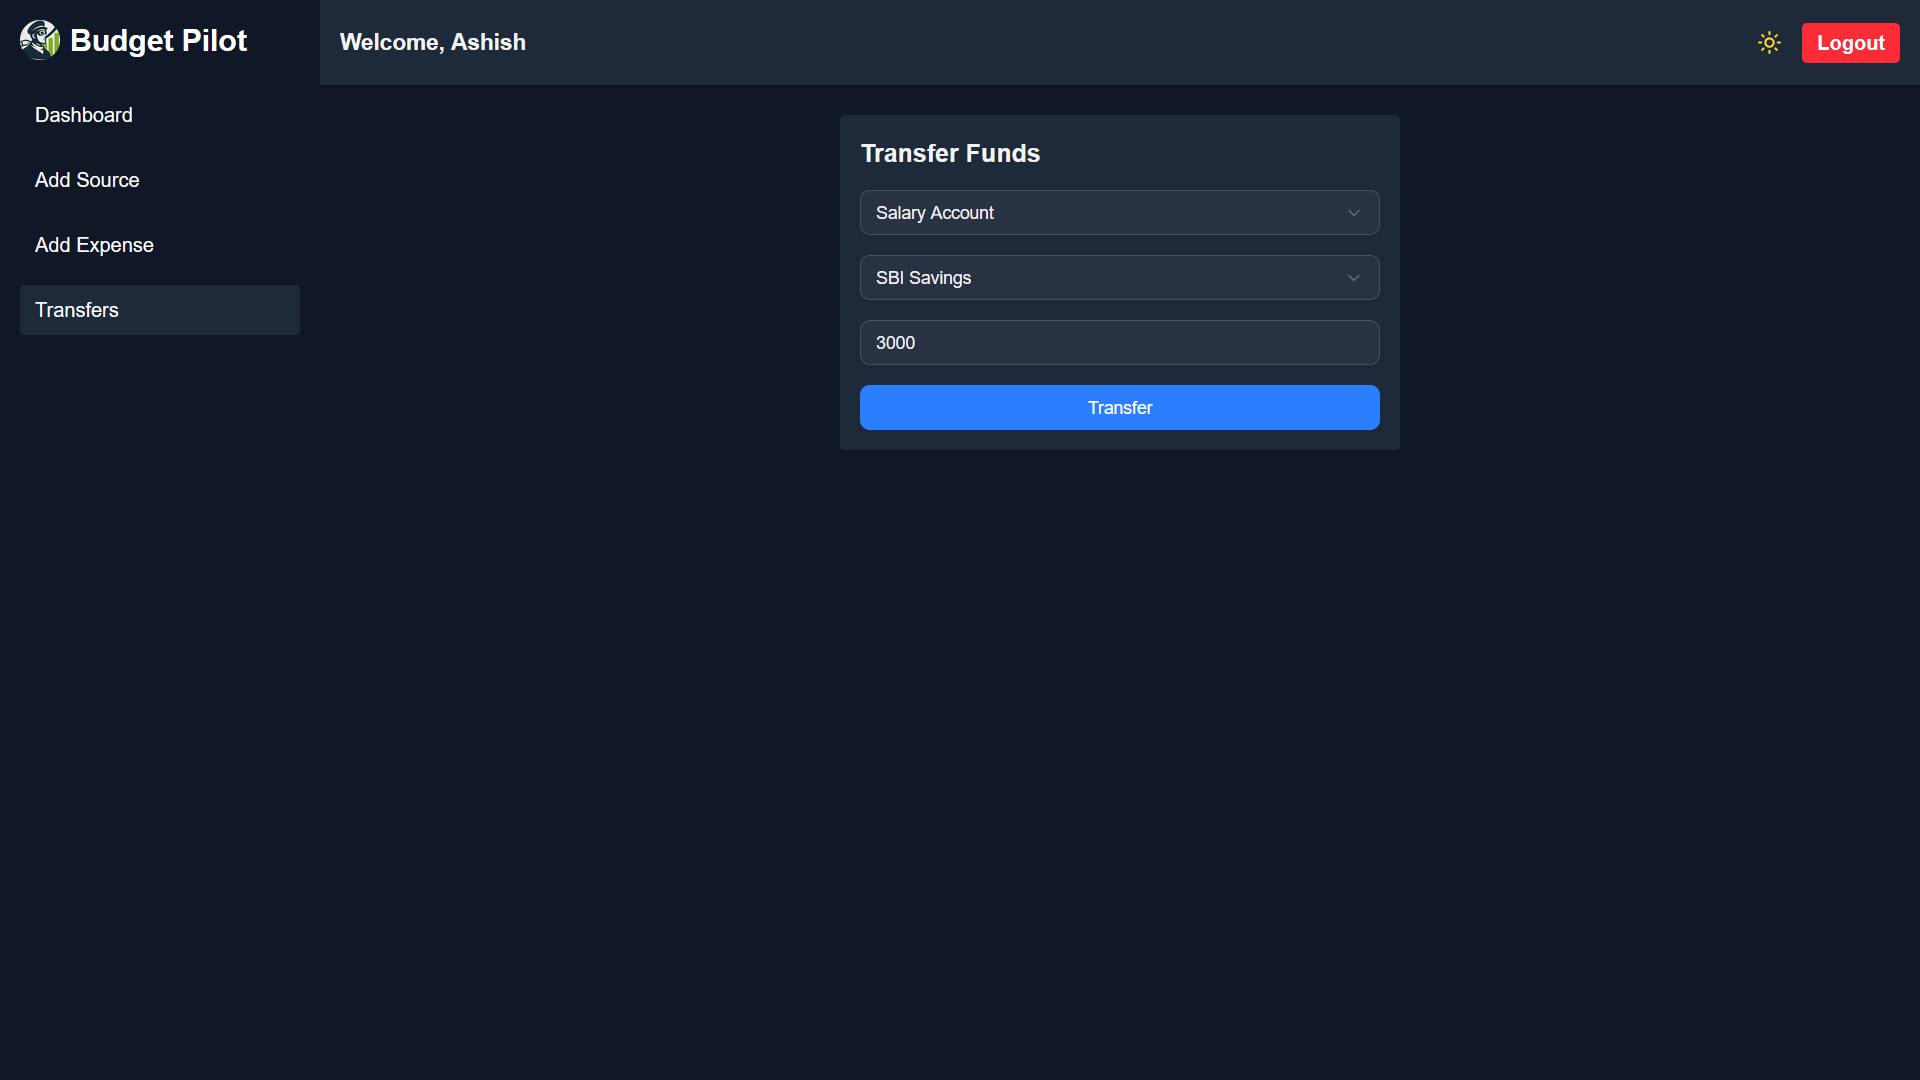 Budget Pilot
Welcome, Ashish
Logout
Dashboard
Add Source
Add Expense
Transfers
Transfer Funds
Salary Account
SBI Savings
3000
Transfer